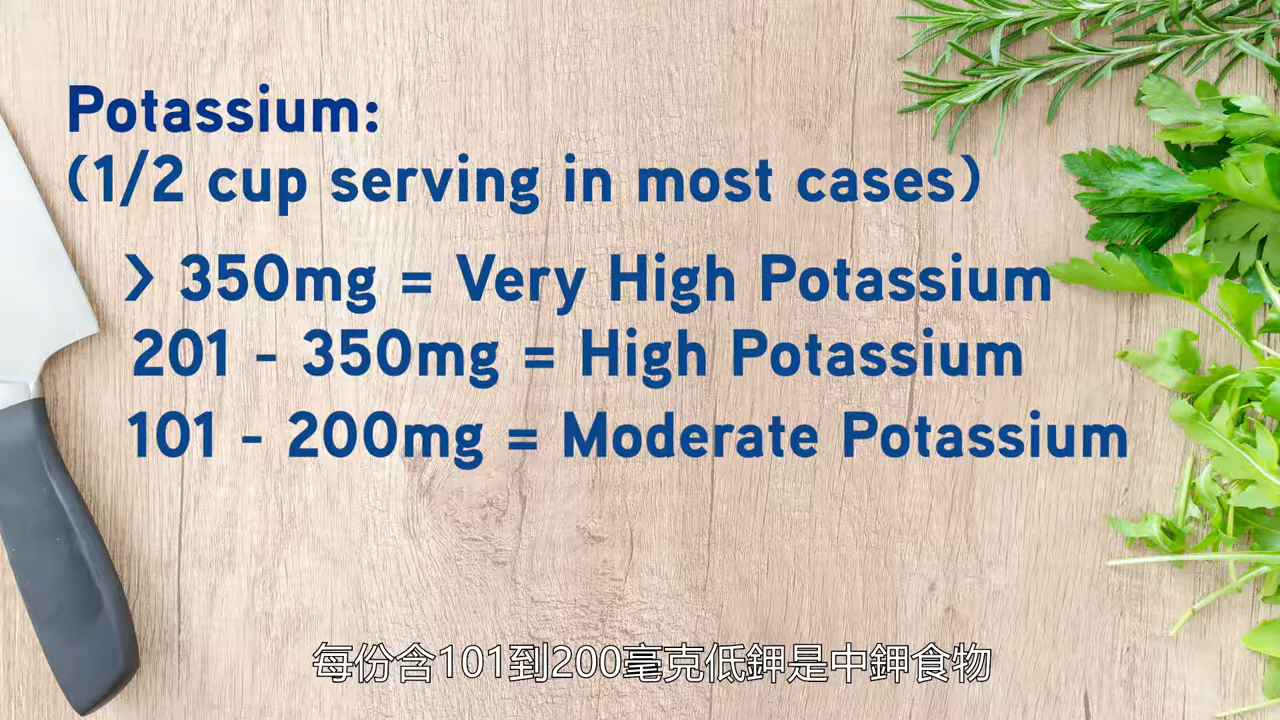 Potassium:
(1/2 cup serving in most cases)
> 350mg = Very High Potassium
201 - 350mg = High Potassium
101 - 200mg = Moderate Potassium
每份含101到200毫克低鉀是中鉀食物